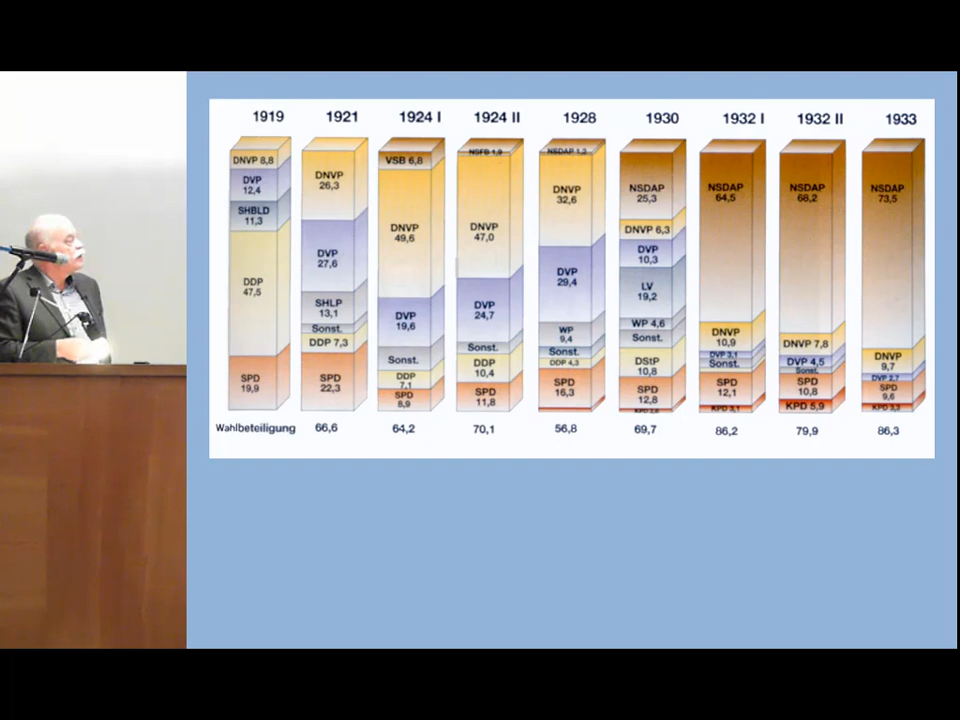 1919
1921
1924 I
1924 II
1928
1930
1932 I
1932 II
1933
DNVP 8,8
DVP
12,4
SHBLD
11,3
DDP
47,5
SPD
19,9
DNVP
26,3
DVP
27,6
SHLP
13,1
Sonst.
DDP 7,3
SPD
22,3
VSB 6,8
DNVP
49,6
DVP
19,6
Sonst.
DDP
7,1
SPD
8,9
NSFB 1,9
DNVP
47,0
DVP
24,7
Sonst.
DDP
10,4
SPD
11,8
NSDAP 1,2
DNVP
32,6
DVP
29,4
WP
9,4
Sonst.
DDP 4,3
SPD
16,3
NSDAP
25,3
DNVP 6,3
DVP
10,3
LV
19,2
WP 4,6
Sonst.
DStP
10,8
SPD
12,8
KPD
NSDAP
64,5
DNVP
10,9
DVP 3,1
Sonst.
SPD
12,1
KPD 3,1
NSDAP
68,2
DNVP 7,8
DVP 4,5
Sonst.
SPD
10,8
KPD 5,9
NSDAP
73,5
DNVP
9,7
DVP 2,7
SPD
9,6
KPD 3,3
Wahlbeteiligung
66,6
64,2
70,1
56,8
69,7
86,2
79,9
86,3